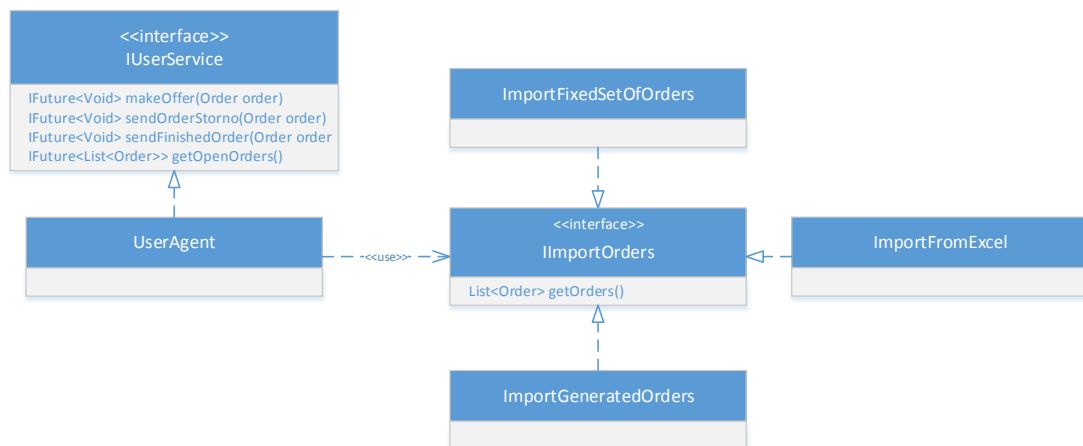 <<interface>>
IUserService
IFuture<Void> makeOffer(Order order)
IFuture<Void> sendOrderStorno(Order order)
IFuture<Void> sendFinishedOrder(Order order
IFuture<List<Order>> getOpenOrders()
ImportFixedSetOfOrders
UserAgent
<<use>>
<<interface>>
IImportOrders
List<Order> getOrders()
ImportFromExcel
ImportGeneratedOrders